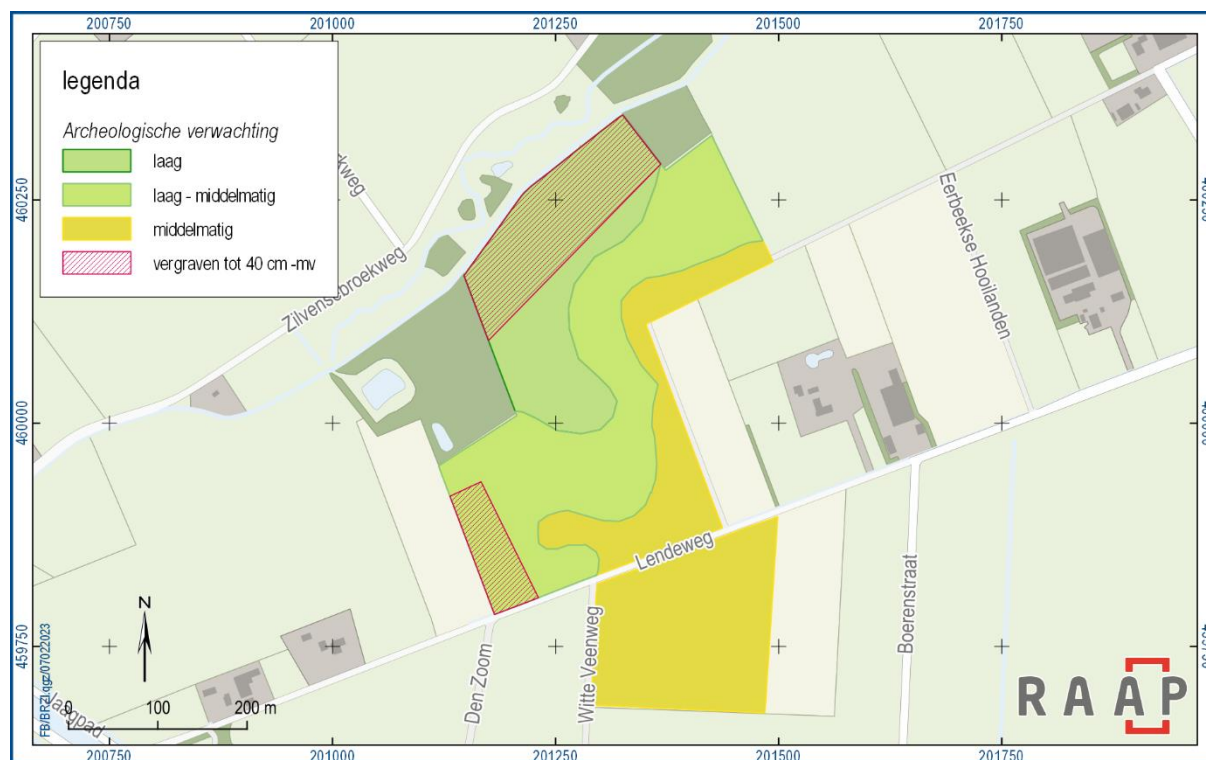 200750 201000 201250 201500 201750
legenda
Archeologische verwachting
laag
laag - middelmatig
middelmatig
vergraven tot 40 cm -mv
460250
460000
459750
Zilvensebroekweg
Eerbeekse Hooilanden
Lendeweg
Boerenstraat
Witte Veenweg
Den Zoom
Jaagpad
N
0 100 200 m
RAAP
200750 201000 201250 201500 201750